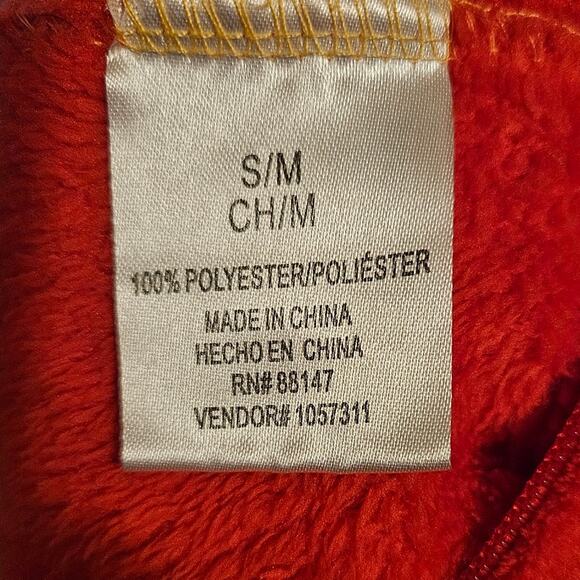 S/M
CH/M
100% POLYESTER/POLIÉSTER
MADE IN CHINA
HECHO EN CHINA
RN# 88147
VENDOR# 1057311